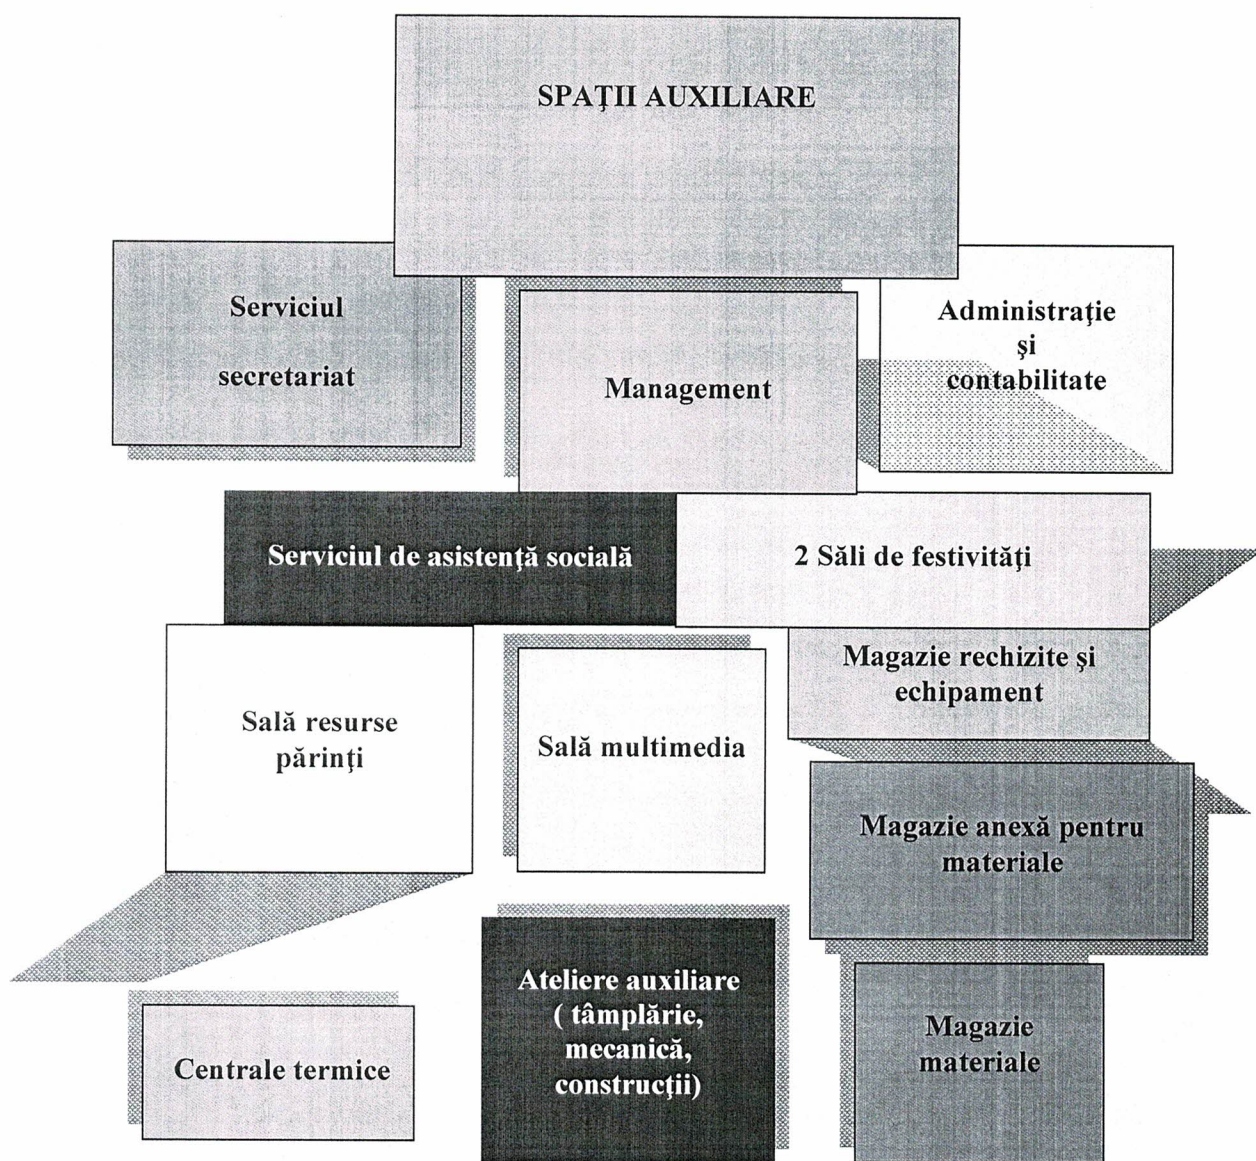 SPAŢII AUXILIARE
Serviciul
secretariat
Management
Administraţie
şi
contabilitate
Serviciul de asistenţă socială
2 Săli de festivităţi
Sală resurse
părinţi
Sală multimedia
Magazie rechizite şi
echipament
Magazie anexă pentru
materiale
Centrale termice
Ateliere auxiliare
( tâmplărie,
mecanică,
construcţii)
Magazie
materiale